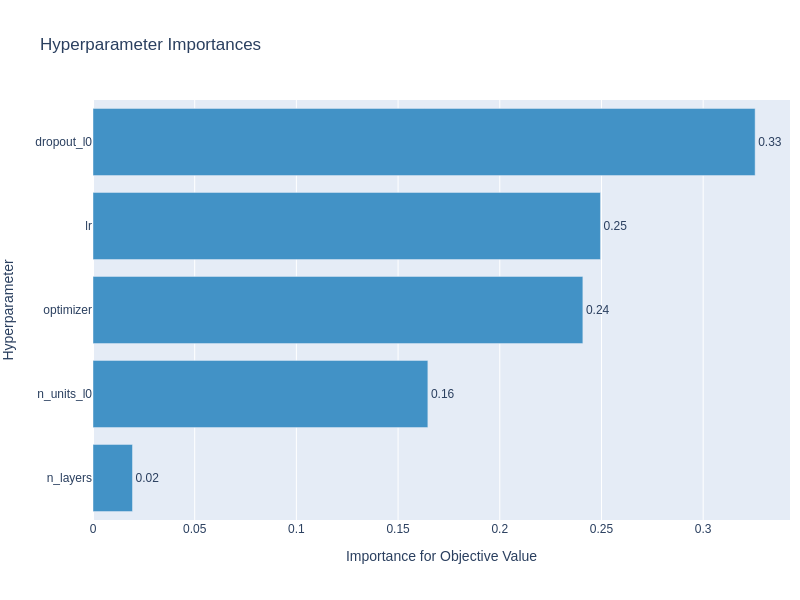 Hyperparameter Importances
Hyperparameter
dropout_l0
0.33
lr
0.25
optimizer
0.24
n_units_l0
0.16
n_layers
0.02
0
0.05
0.1
0.15
0.2
0.25
0.3
Importance for Objective Value